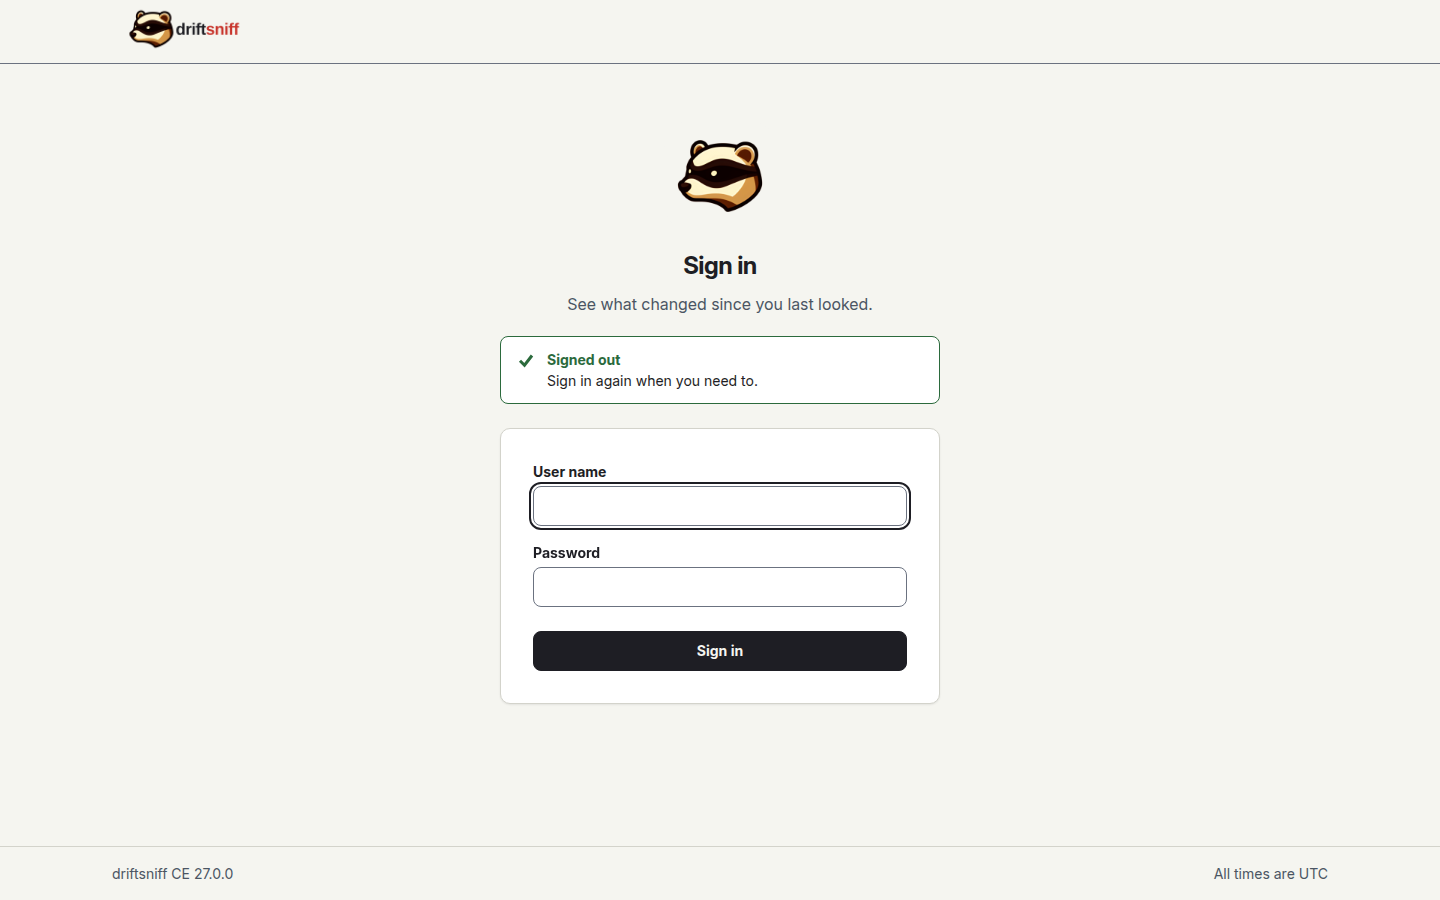 driftsniff
Sign in
See what changed since you last looked.
Signed out
Sign in again when you need to.
User name
Password
Sign in
driftsniff CE 27.0.0
All times are UTC